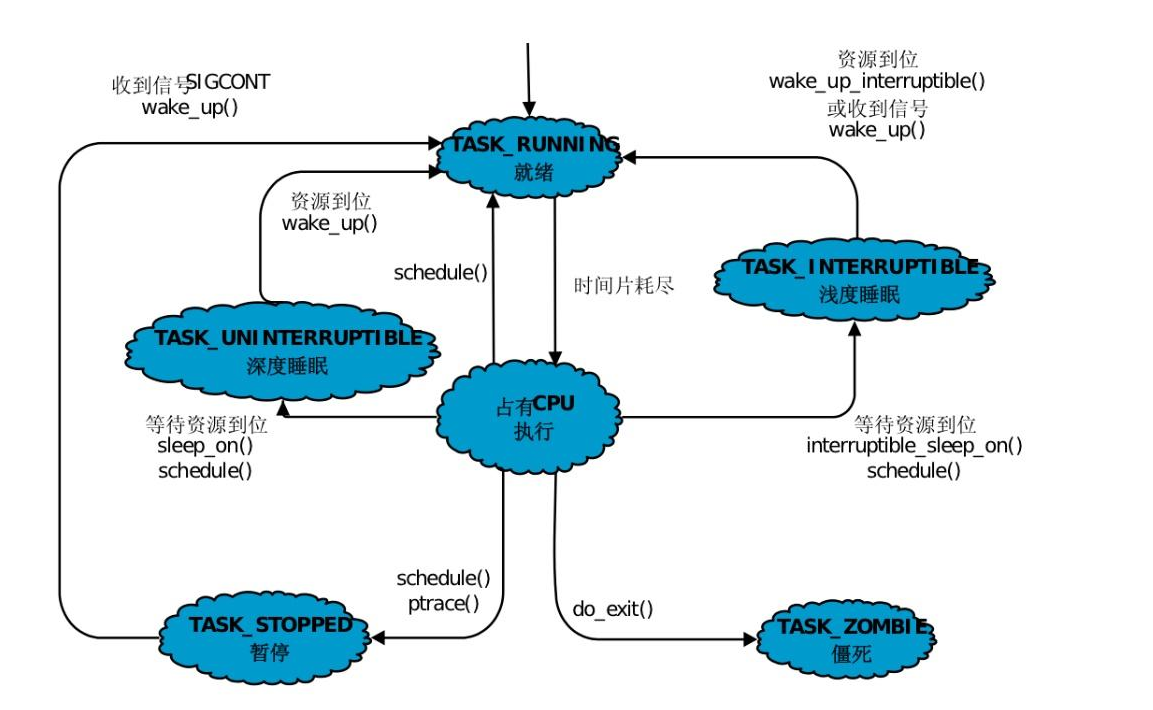 收到信号SIGCONT
wake_up()
资源到位
wake_up_interruptible()
或收到信号
wake_up()
TASK_RUNNING
就绪
资源到位
wake_up()
schedule()
时间片耗尽
TASK_INTERRUPTIBLE
浅度睡眠
TASK_UNINTERRUPTIBLE
深度睡眠
占有CPU
执行
等待资源到位
sleep_on()
schedule()
等待资源到位
interruptible_sleep_on()
schedule()
schedule()
ptrace()
do_exit()
TASK_STOPPED
暂停
TASK_ZOMBIE
僵死